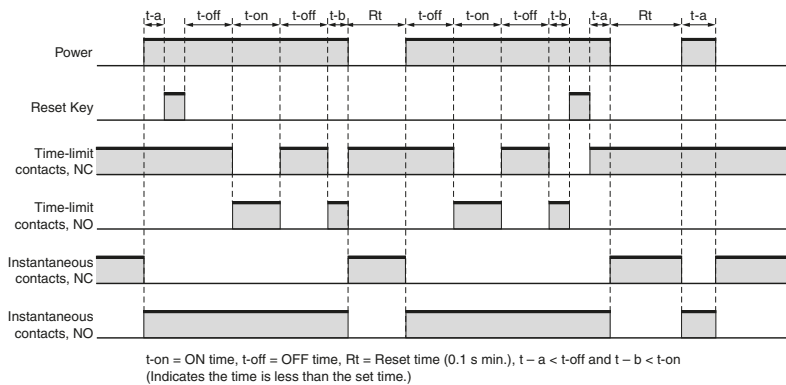 t-a t-off t-on t-off t-b Rt t-off t-on t-off t-b t-a Rt t-a
Power
Reset Key
Time-limit
contacts, NC
Time-limit
contacts, NO
Instantaneous
contacts, NC
Instantaneous
contacts, NO
t-on = ON time, t-off = OFF time, Rt = Reset time (0.1 s min.), t – a < t-off and t – b < t-on
(Indicates the time is less than the set time.)